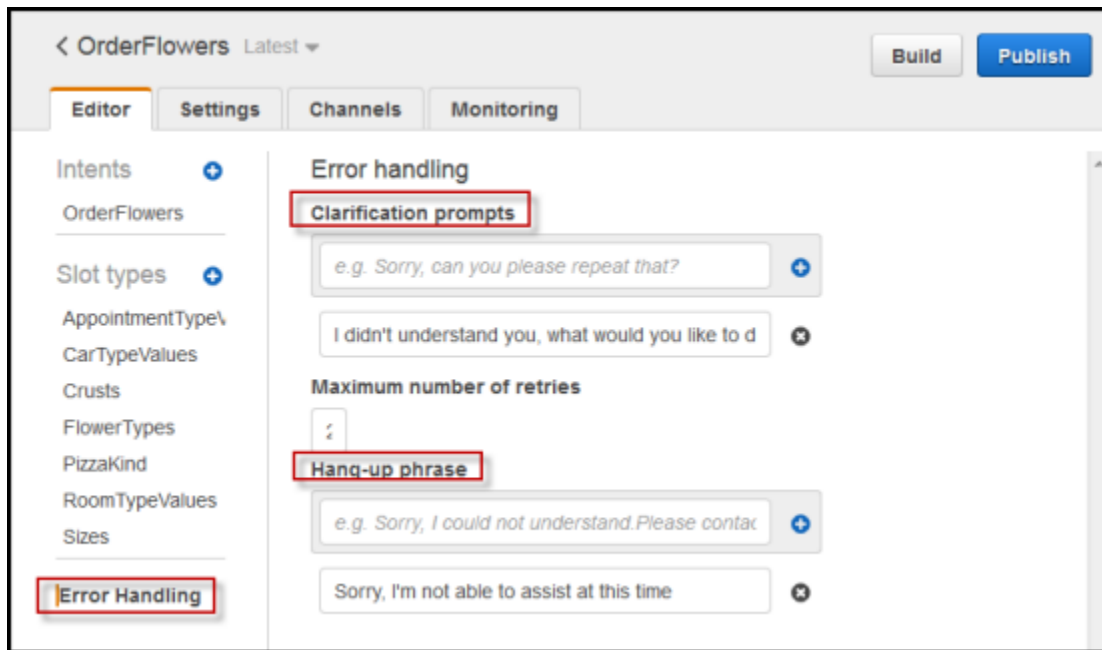 < OrderFlowers Latest
Build Publish
Editor Settings Channels Monitoring
Intents
OrderFlowers
Slot types
AppointmentTypeV
CarTypeValues
Crusts
FlowerTypes
PizzaKind
RoomTypeValues
Sizes
Error Handling
Error handling
Clarification prompts
e.g. Sorry, can you please repeat that?
I didn't understand you, what would you like to d
Maximum number of retries
Hang-up phrase
e.g. Sorry, I could not understand.Please contac
Sorry, I'm not able to assist at this time